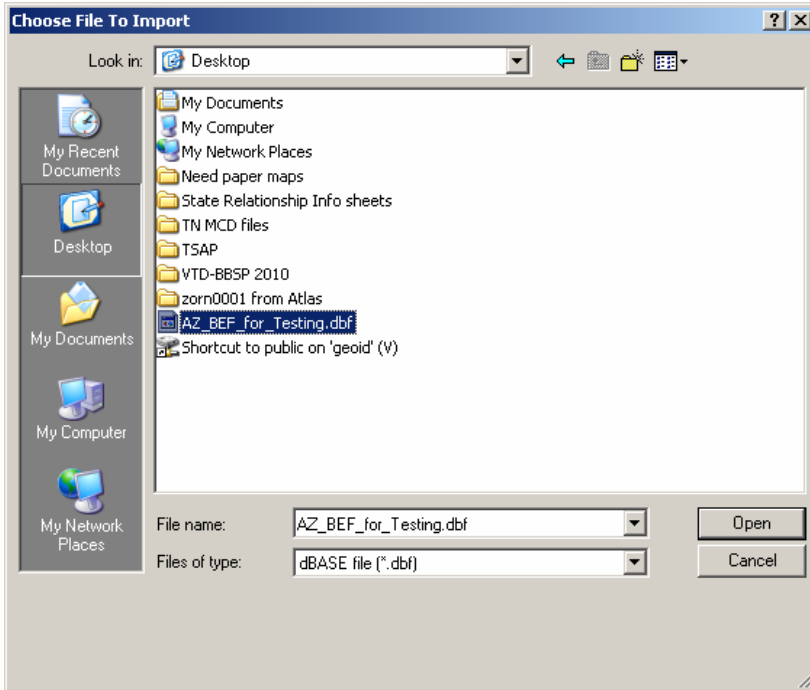 Choose File To Import
Look in: Desktop
My Recent
Documents
Desktop
My Documents
My Computer
My Network
Places
My Documents
My Computer
My Network Places
Need paper maps
State Relationship Info sheets
TN MCD files
TSAP
VTD-BBSP 2010
zorn0001 from Atlas
AZ_BEF_for_Testing.dbf
Shortcut to public on 'geoid' (V)
File name: AZ_BEF_for_Testing.dbf Open
Files of type: dBASE file (*.dbf) Cancel